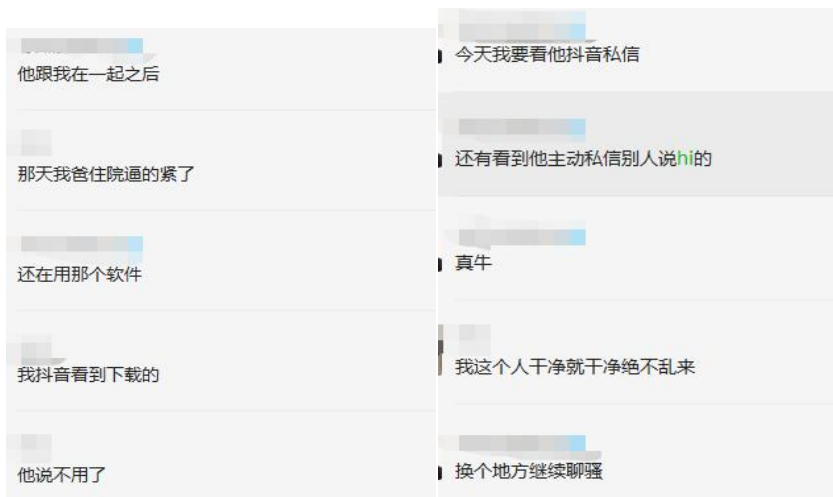 他跟我在一起之后
那天我爸住院逼的紧了
还在用那个软件
我抖音看到下载的
他说不用了
今天我要看他抖音私信
还有看到他主动私信别人说hi的
真牛
我这个人干净就干净绝不乱来
换个地方继续聊骚